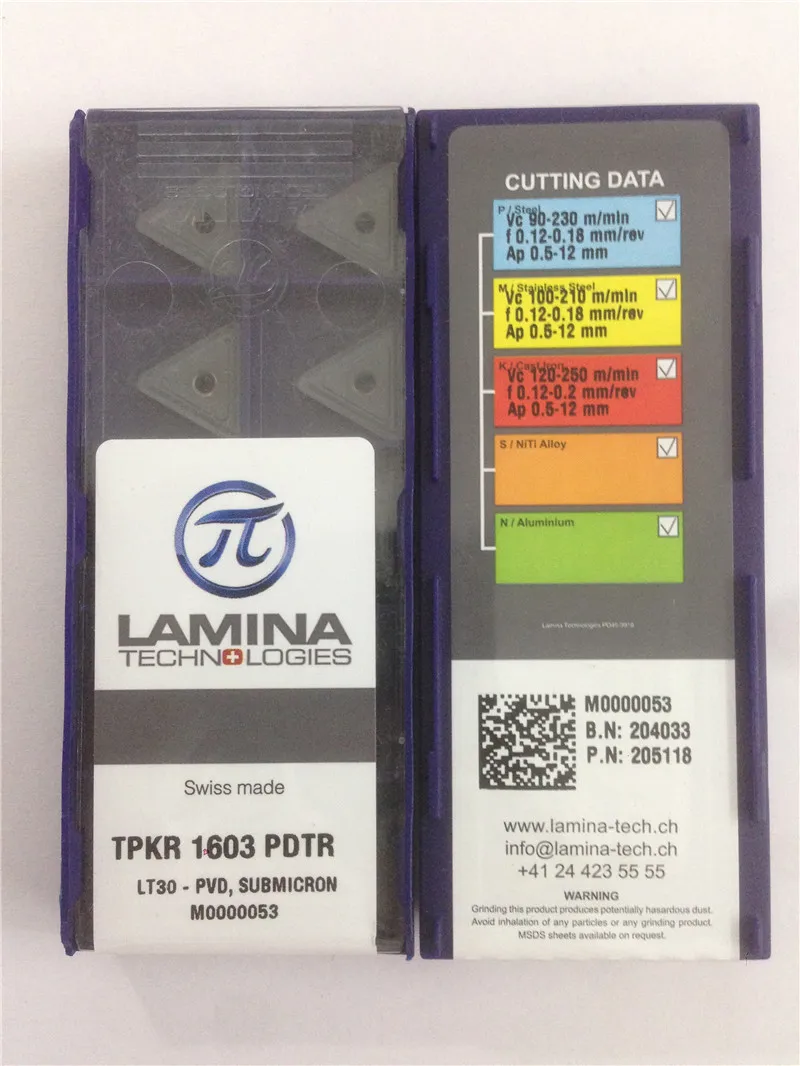 π
LAMINA
TECHNOLOGIES
Swiss made
TPKR 1603 PDTR
LT30 - PVD, SUBMICRON
M0000053
CUTTING DATA
P / Steel
Vc 90-230 m/min
f 0.12-0.18 mm/rev
Ap 0.5-12 mm
M / Stainless Steel
Vc 100-210 m/min
f 0.12-0.18 mm/rev
Ap 0.5-12 mm
K / Cast Iron
Vc 120-250 m/min
f 0.12-0.2 mm/rev
Ap 0.5-12 mm
S / NiTi Alloy
N / Aluminium
Lamina Technologies
M0000053
B.N: 204033
P.N: 205118
www.lamina-tech.ch
info@lamina-tech.ch
+41 24 423 55 55
WARNING
Grinding this product produces potentially hasardous dust.
Avoid inhalation of any particles or any grinding product.
MSDS sheets available on request.